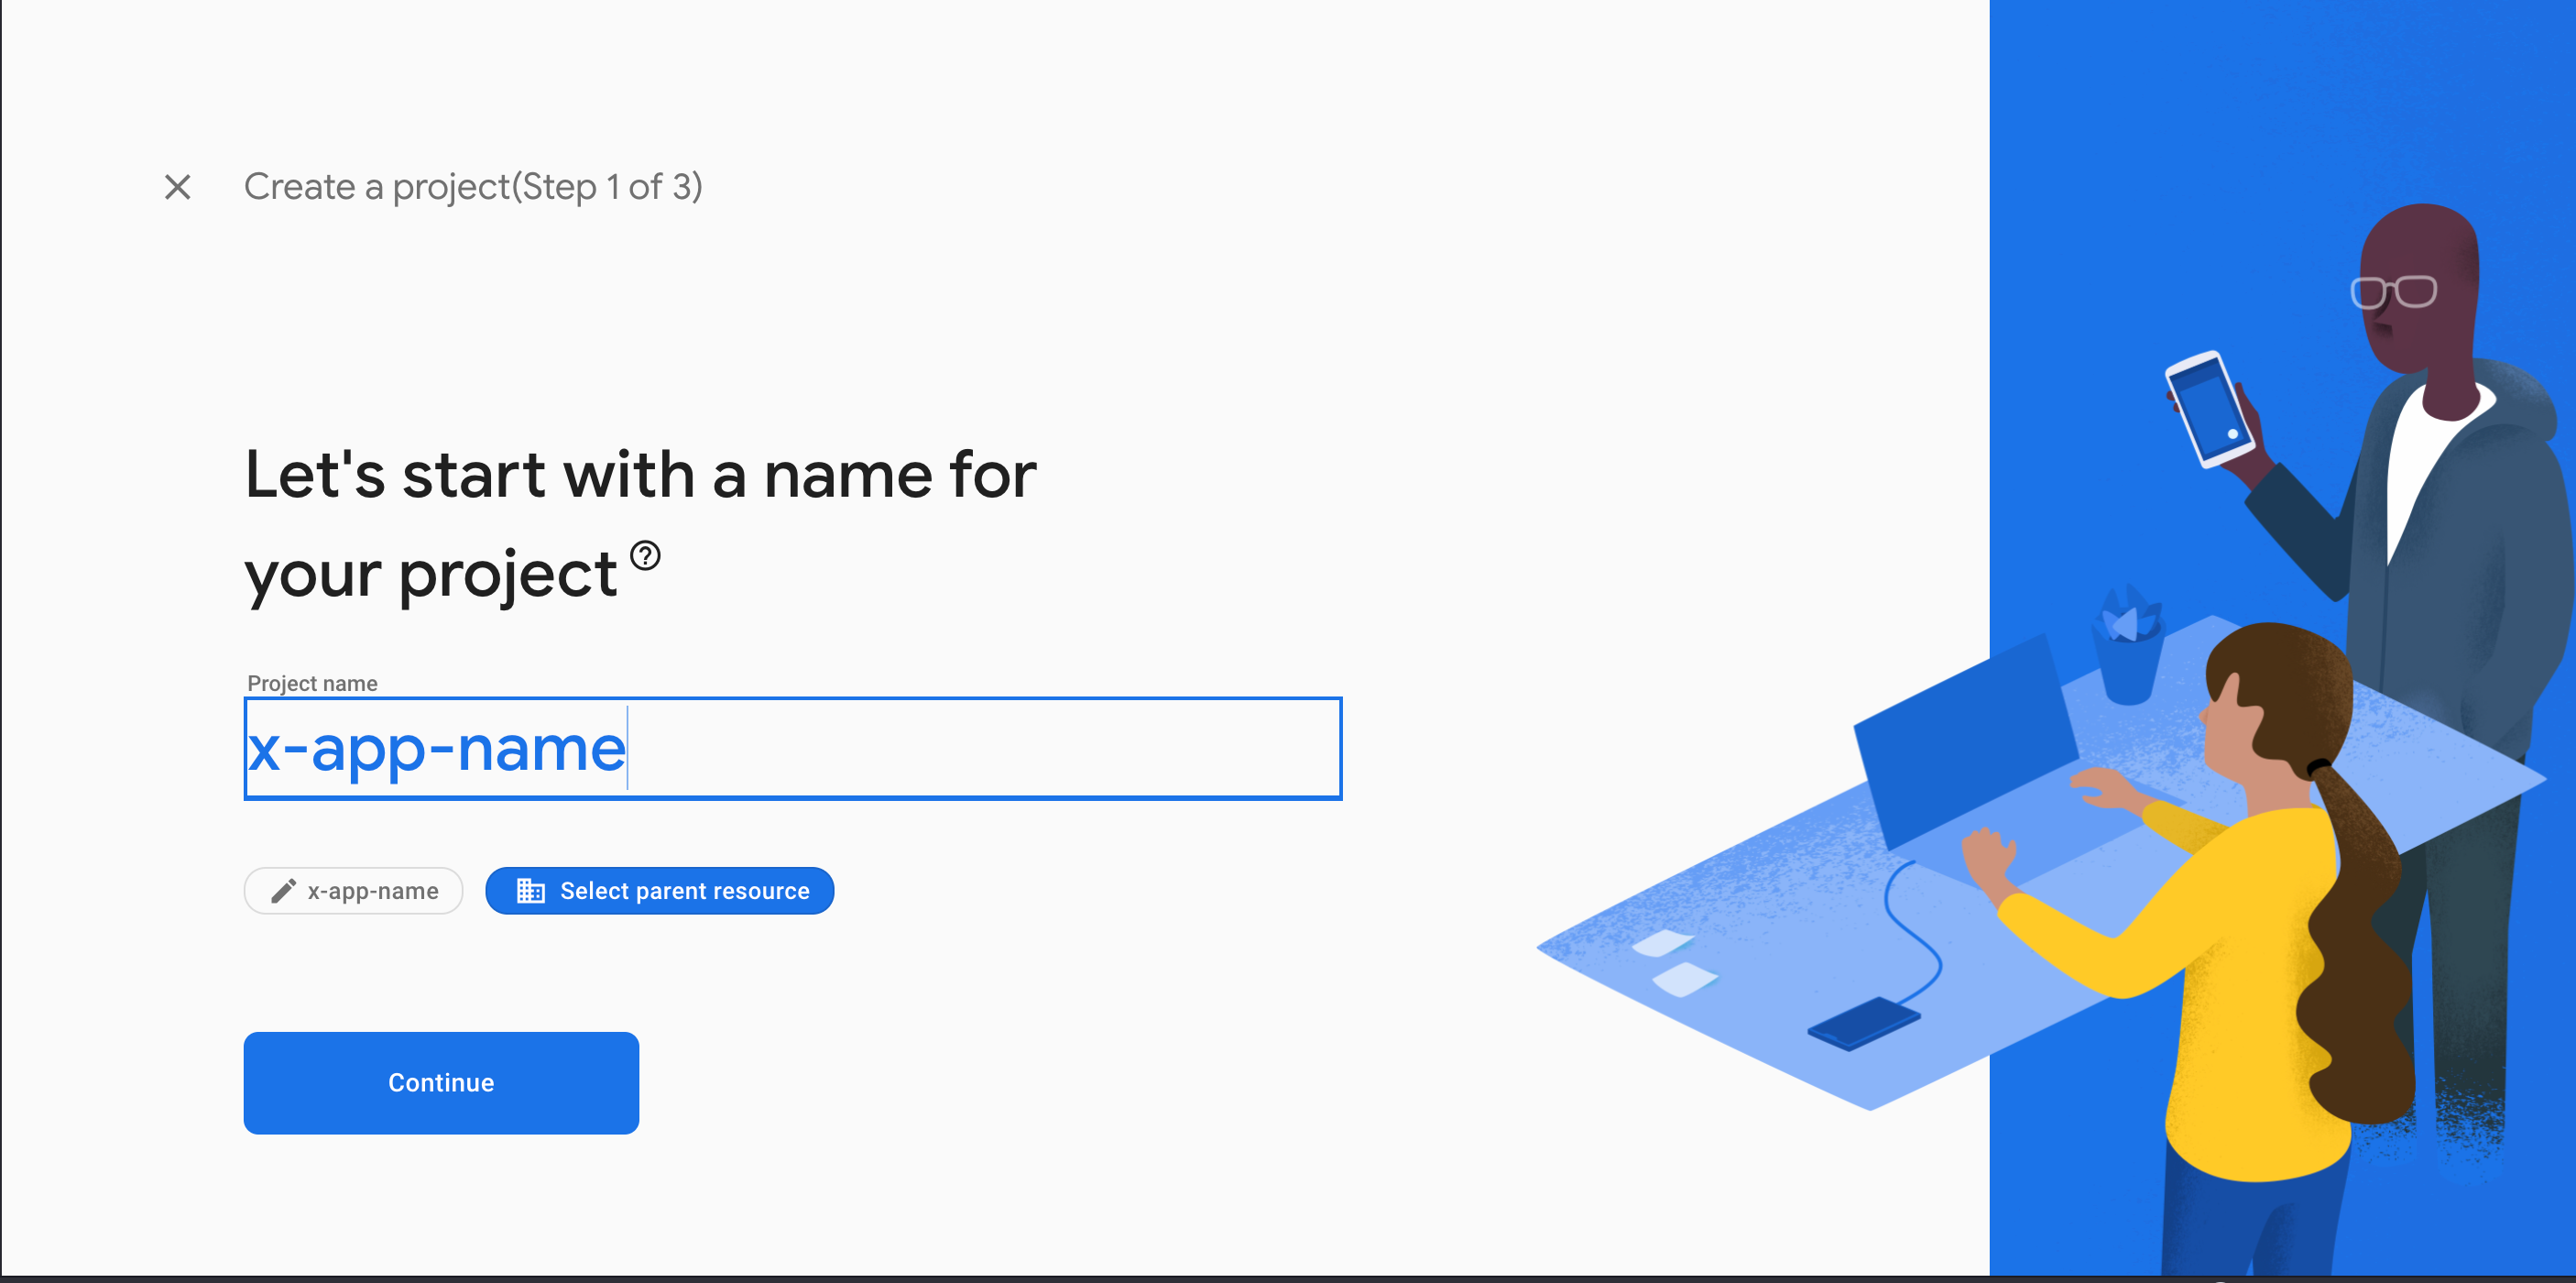 Create a project(Step 1 of 3)
Let's start with a name for
your project
Project name
x-app-name
x-app-name
Select parent resource
Continue